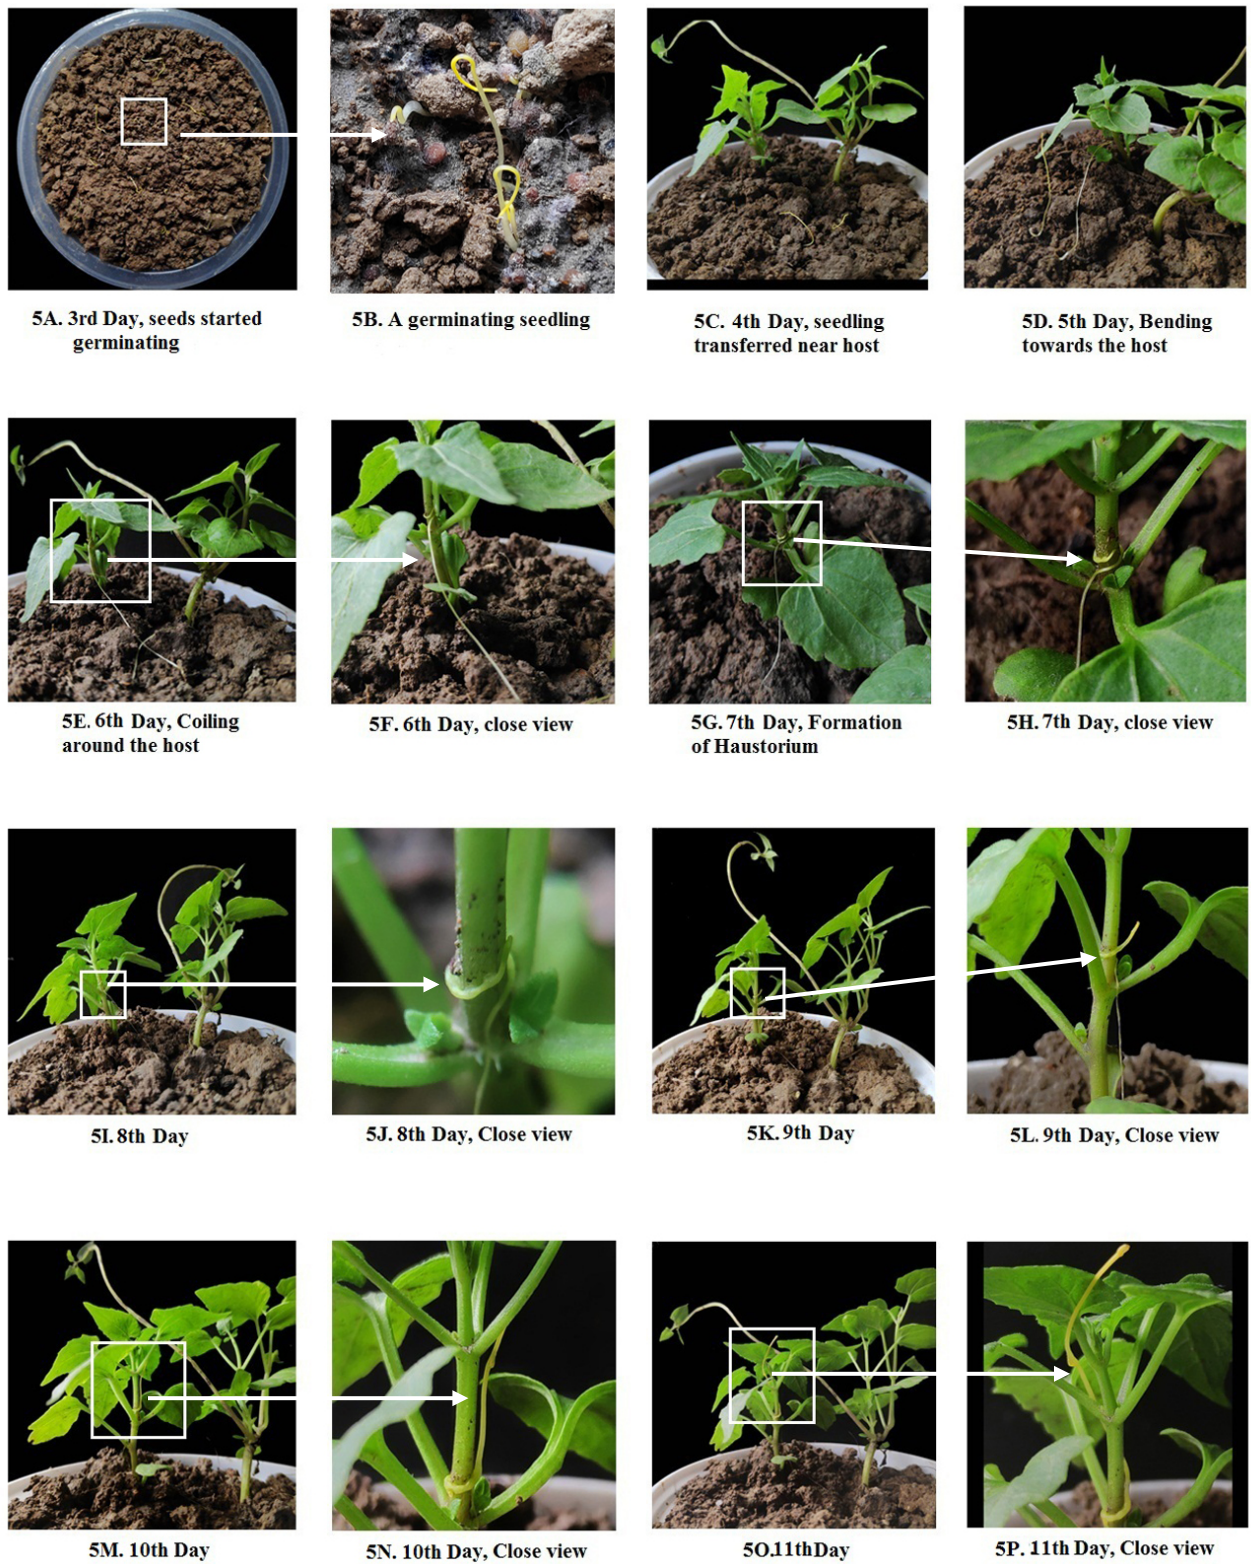 5A. 3rd Day, seeds started
germinating
5B. A germinating seedling
5C. 4th Day, seedling
transferred near host
5D. 5th Day, Bending
towards the host
5E. 6th Day, Coiling
around the host
5F. 6th Day, close view
5G. 7th Day, Formation
of Haustorium
5H. 7th Day, close view
5I. 8th Day
5J. 8th Day, Close view
5K. 9th Day
5L. 9th Day, Close view
5M. 10th Day
5N. 10th Day, Close view
5O.11thDay
5P. 11th Day, Close view